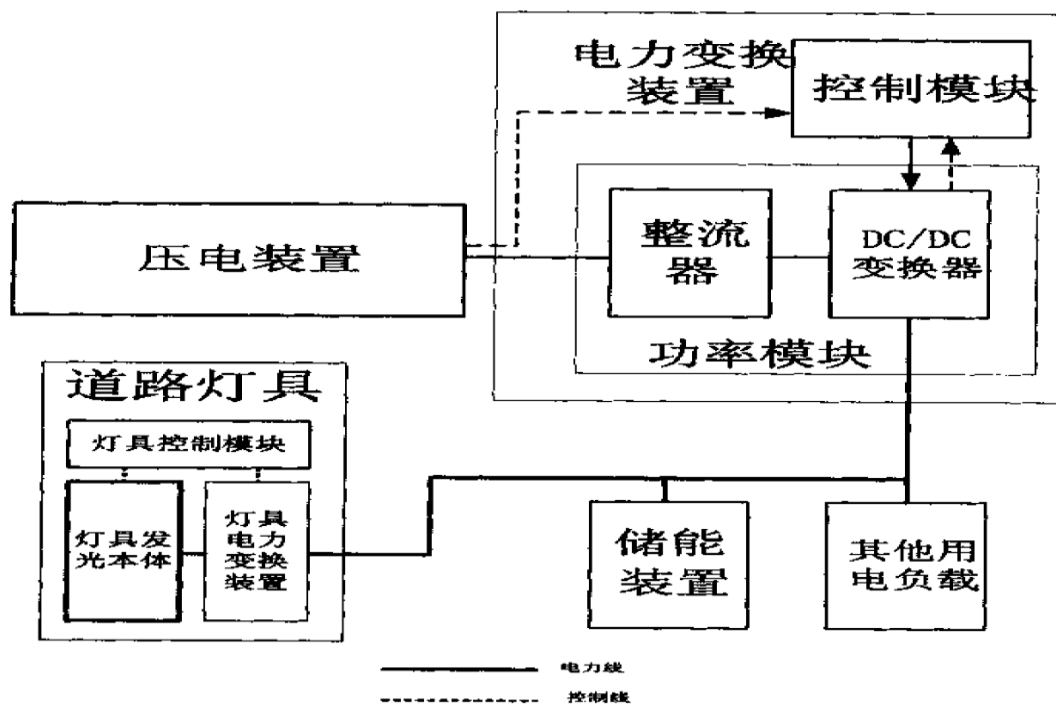 电力变换
装置
控制模块
压电装置
整流
器
DC/DC
变换器
功率模块
道路灯具
灯具控制模块
灯具发
光本体
灯具
电力
变换
装置
储能
装置
其他用
电负载
电力线
控制线